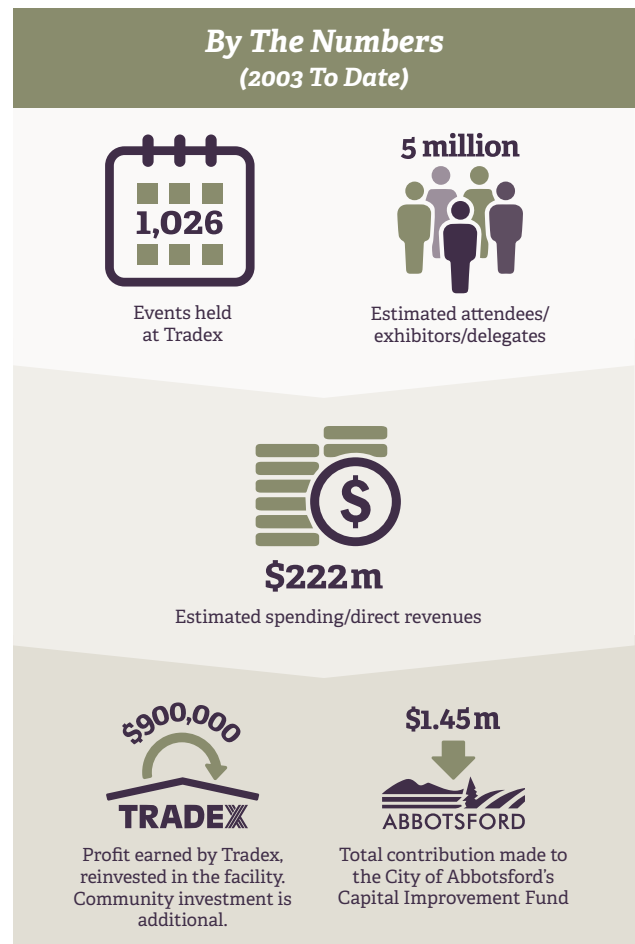 By The Numbers
(2003 To Date)
1,026
Events held
at Tradex
5 million
Estimated attendees/
exhibitors/delegates
$
$222m
Estimated spending/direct revenues
$900,000
TRADEX
Profit earned by Tradex,
reinvested in the facility.
Community investment is
additional.
$1.45m
ABBOTSFORD
Total contribution made to
the City of Abbotsford's
Capital Improvement Fund